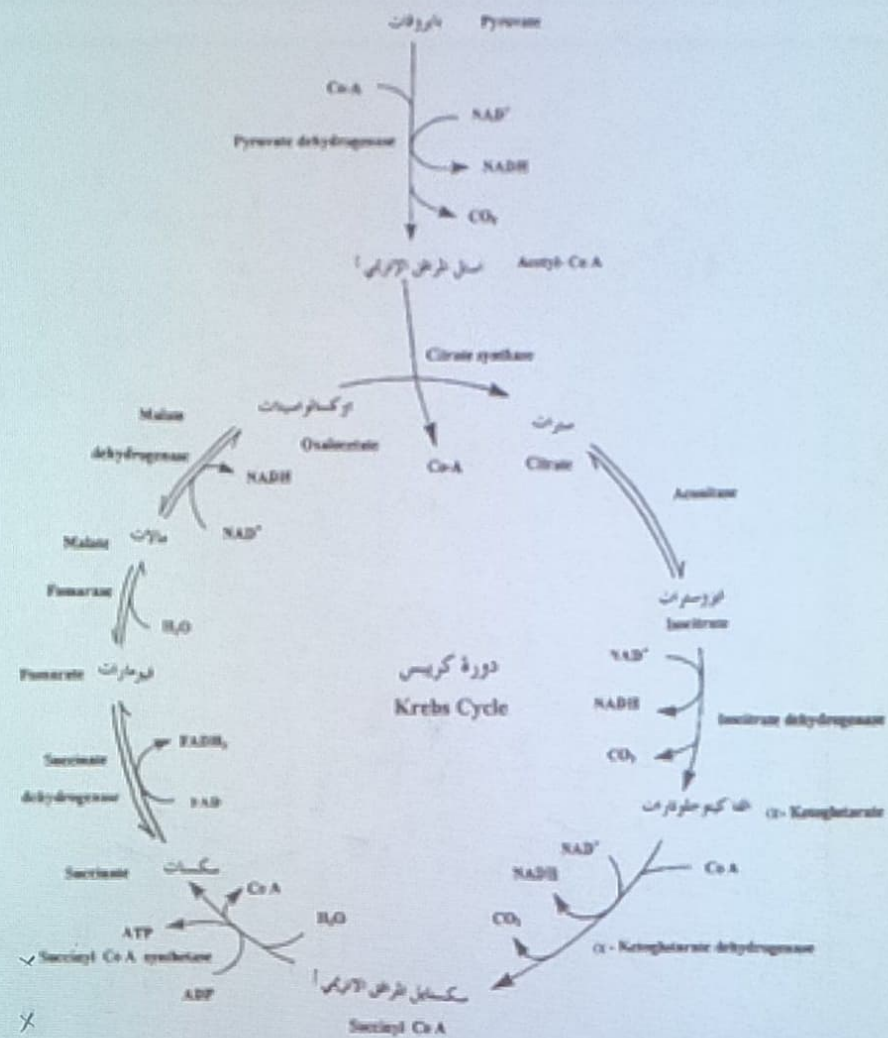 بايروفات Pyruvate
Co-A
NAD⁺
Pyruvate dehydrogenase
NADH
CO₂
Acetyl-Co A
Citrate synthase
Malate
dehydrogenase
Oxaloacetate
Co-A
Citrate
NADH
NAD⁺
Aconitase
Malate مالات
Fumarase
H₂O
Isocitrate
NAD⁺
NADH
Isocitrate dehydrogenase
CO₂
دورة كريبس
Krebs Cycle
Fumarate فيومارات
FADH₂
Succinate
dehydrogenase
FAD
α- Ketoglutarate
Succinate سكسنات
NAD⁺
NADH
Co A
CO₂
α - Ketoglutarate dehydrogenase
Co A
H₂O
ATP
Succinyl Co A synthetase
ADP
Succinyl Co A